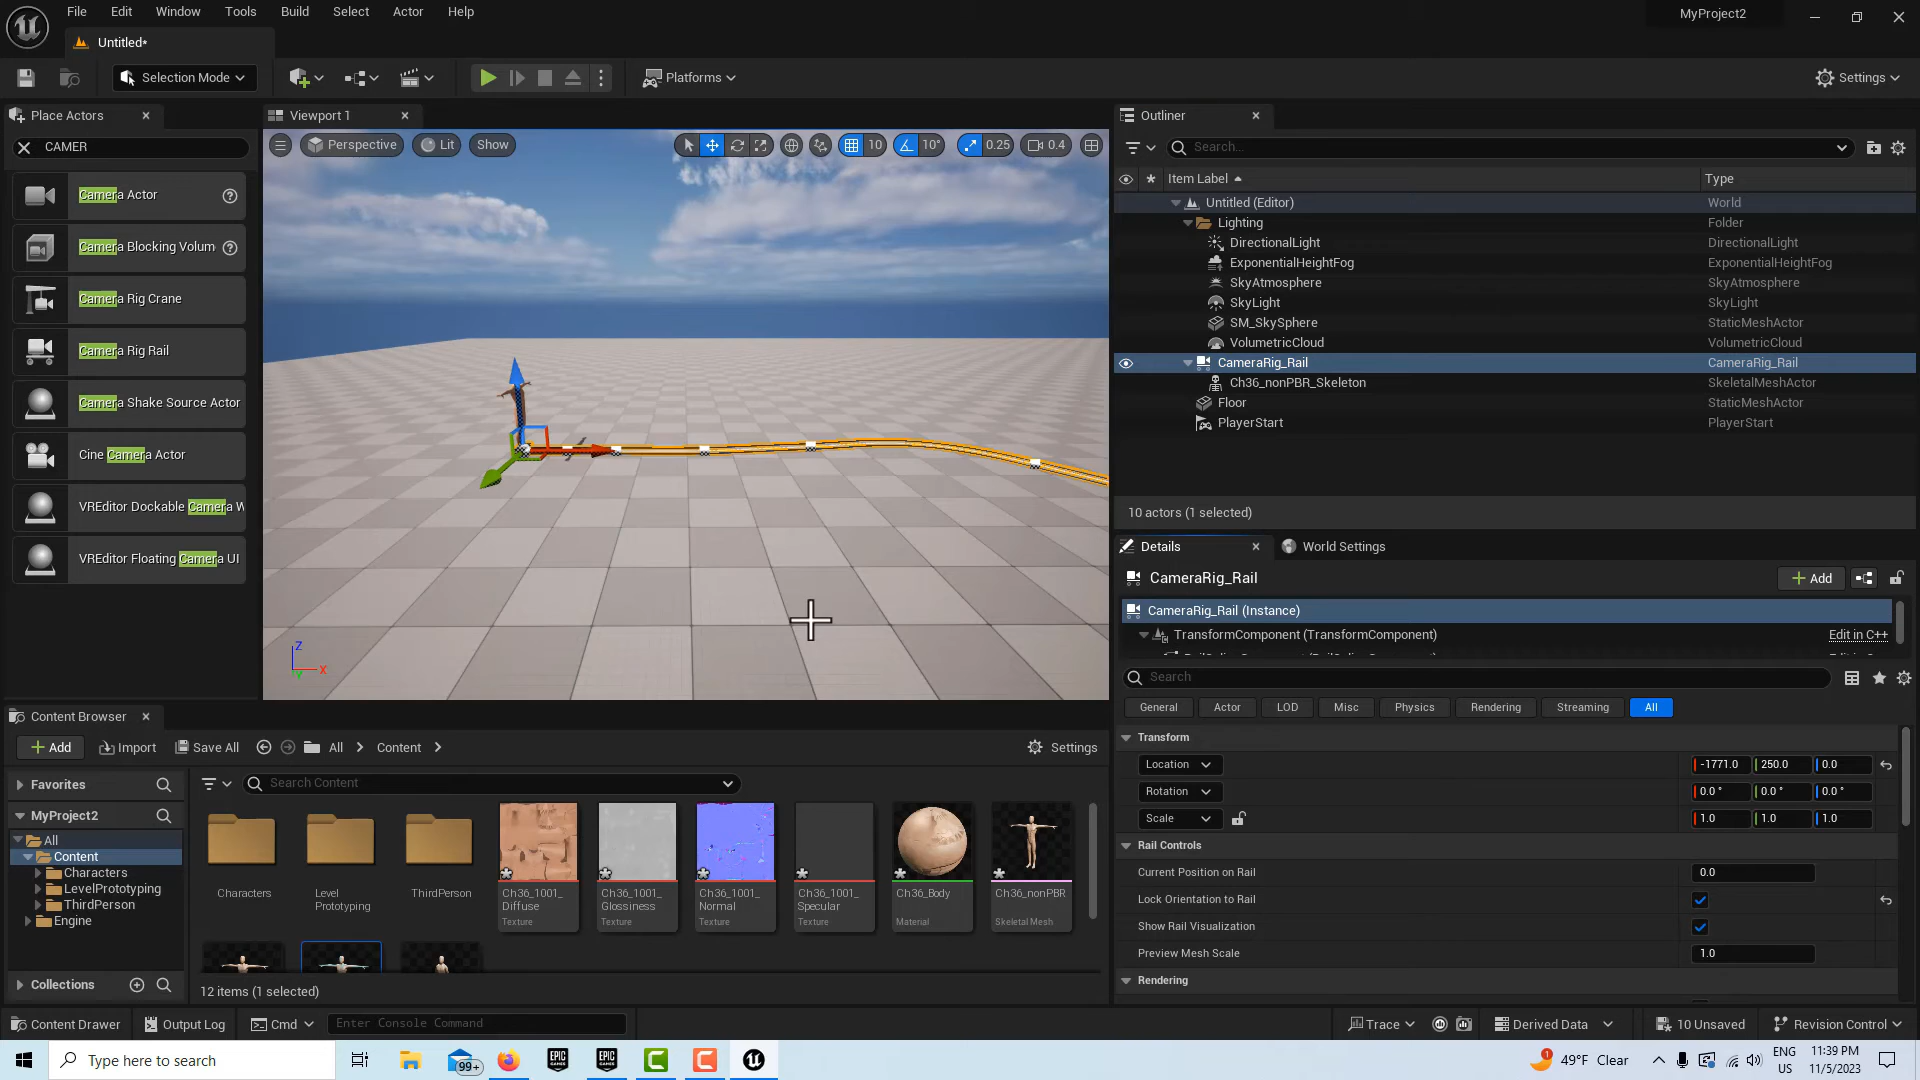 File Edit Window Tools Build Select Actor Help
MyProject2
Untitled*
Selection Mode
Platforms
Settings
Place Actors
CAMER
Camera Actor
Camera Blocking Volum
Camera Rig Crane
Camera Rig Rail
Camera Shake Source Actor
Cine Camera Actor
VREditor Dockable Camera W
VREditor Floating Camera UI
Viewport 1
Perspective Lit Show 10 10° 0.25 0.4
Z
X
Y
Outliner
Search...
Item Label Type
Untitled (Editor) World
Lighting Folder
DirectionalLight DirectionalLight
ExponentialHeightFog ExponentialHeightFog
SkyAtmosphere SkyAtmosphere
SkyLight SkyLight
SM_SkySphere StaticMeshActor
VolumetricCloud VolumetricCloud
CameraRig_Rail CameraRig_Rail
Ch36_nonPBR_Skeleton SkeletalMeshActor
Floor StaticMeshActor
PlayerStart PlayerStart
10 actors (1 selected)
Details World Settings
CameraRig_Rail Add
CameraRig_Rail (Instance)
TransformComponent (TransformComponent) Edit in C++
Search
General Actor LOD Misc Physics Rendering Streaming All
Transform
Location -1771.0 250.0 0.0
Rotation 0.0° 0.0° 0.0°
Scale 1.0 1.0 1.0
Rail Controls
Current Position on Rail 0.0
Lock Orientation to Rail
Show Rail Visualization
Preview Mesh Scale 1.0
Rendering
Content Browser
Add Import Save All All Content Settings
Favorites
MyProject2
All
Content
Characters
LevelPrototyping
ThirdPerson
Engine
Collections
Search Content
Characters
Level
Prototyping
ThirdPerson
Ch36_1001_
Diffuse
Texture
Ch36_1001_
Glossiness
Texture
Ch36_1001_
Normal
Texture
Ch36_1001_
Specular
Texture
Ch36_Body
Material
Ch36_nonPBR
Skeletal Mesh
12 items (1 selected)
Content Drawer Output Log Cmd Enter Console Command Trace Derived Data 10 Unsaved Revision Control
Type here to search
99+
EPIC
GAMES
EPIC
GAMES
1
49°F Clear
ENG
US
11:39 PM
11/5/2023